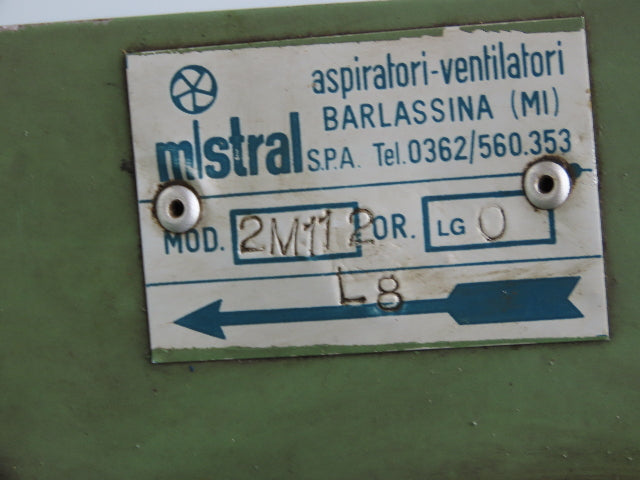 aspiratori-ventilatori
BARLASSINA (MI)
mistral S.P.A. Tel.0362/560.353
MOD. 2M112 OR. LG 0
L8